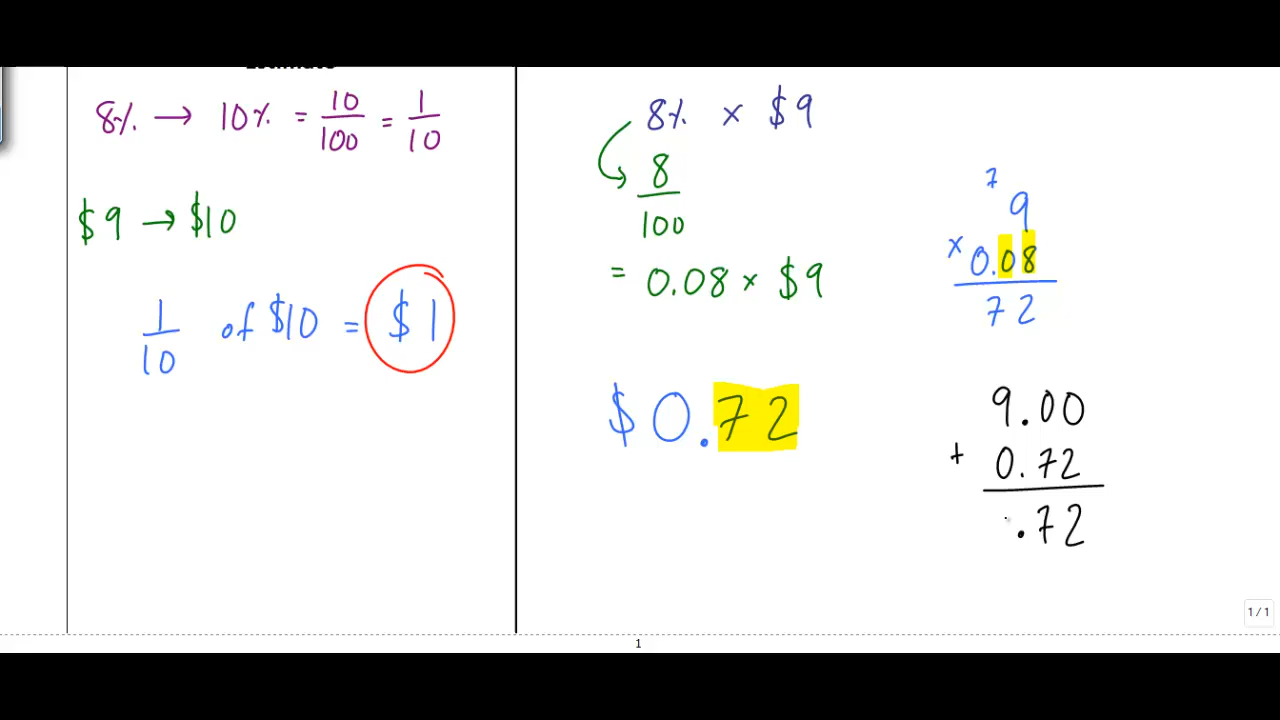 Estimate
8% → 10% = 10/100 = 1/10
$9 → $10
1/10 of $10 = $1
8% x $9
8/100
= 0.08 x $9
$0.72
7
9
x 0.08
72
9.00
+ 0.72
.72
1 / 1
1